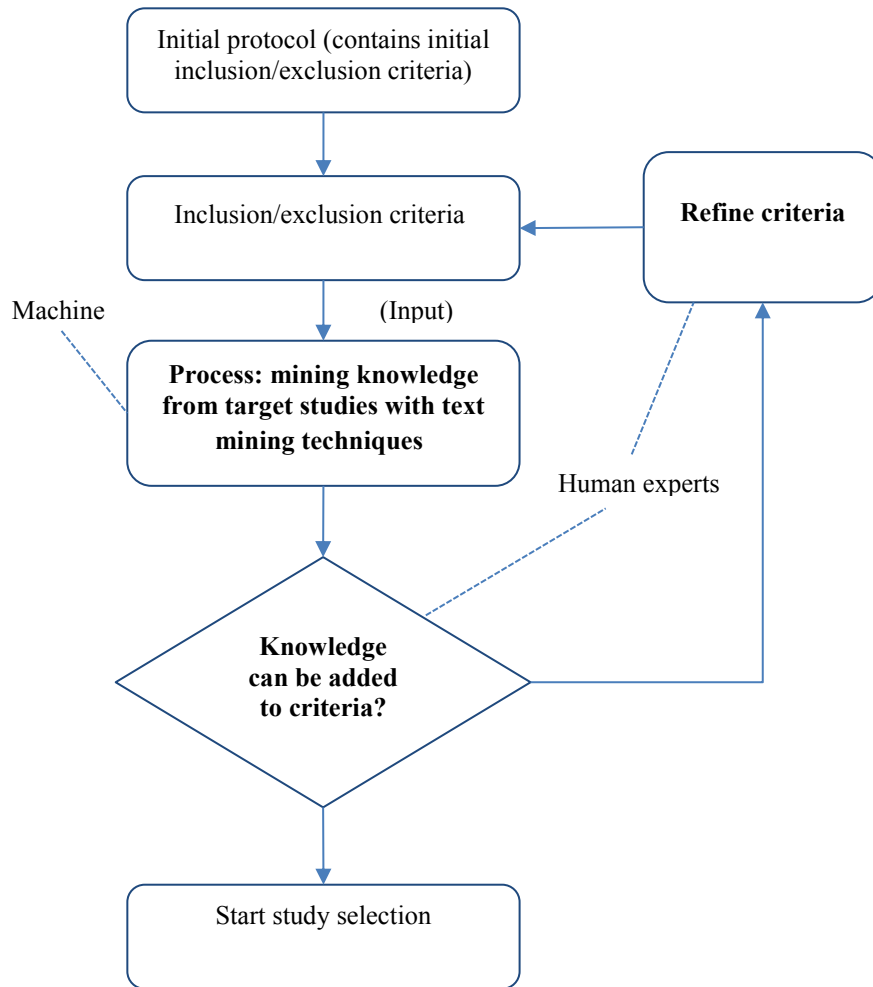 Initial protocol (contains initial
inclusion/exclusion criteria)
Inclusion/exclusion criteria
Refine criteria
Machine
(Input)
Process: mining knowledge
from target studies with text
mining techniques
Human experts
Knowledge
can be added
to criteria?
Start study selection